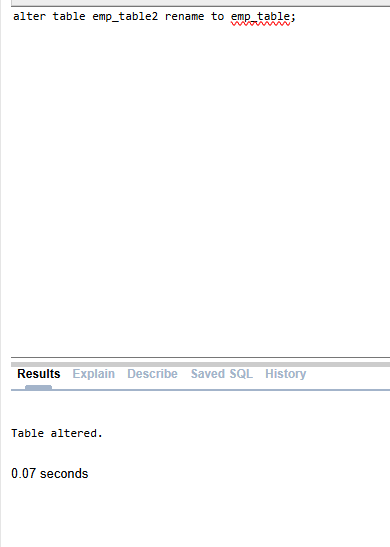 alter table emp_table2 rename to emp_table;
Results Explain Describe Saved SQL History
Table altered.
0.07 seconds